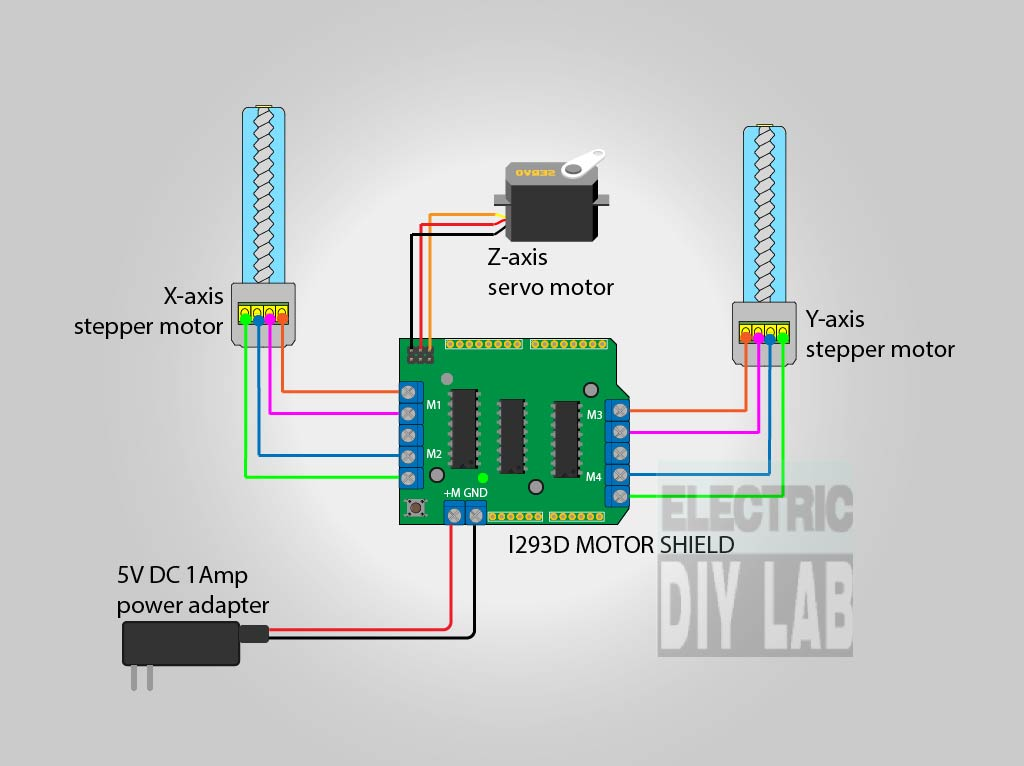 SERVO
Z-axis
servo motor
X-axis
stepper motor
Y-axis
stepper motor
M1
M3
M2
M4
+M GND
l293D MOTOR SHIELD
ELECTRIC
DIY LAB
5V DC 1Amp
power adapter